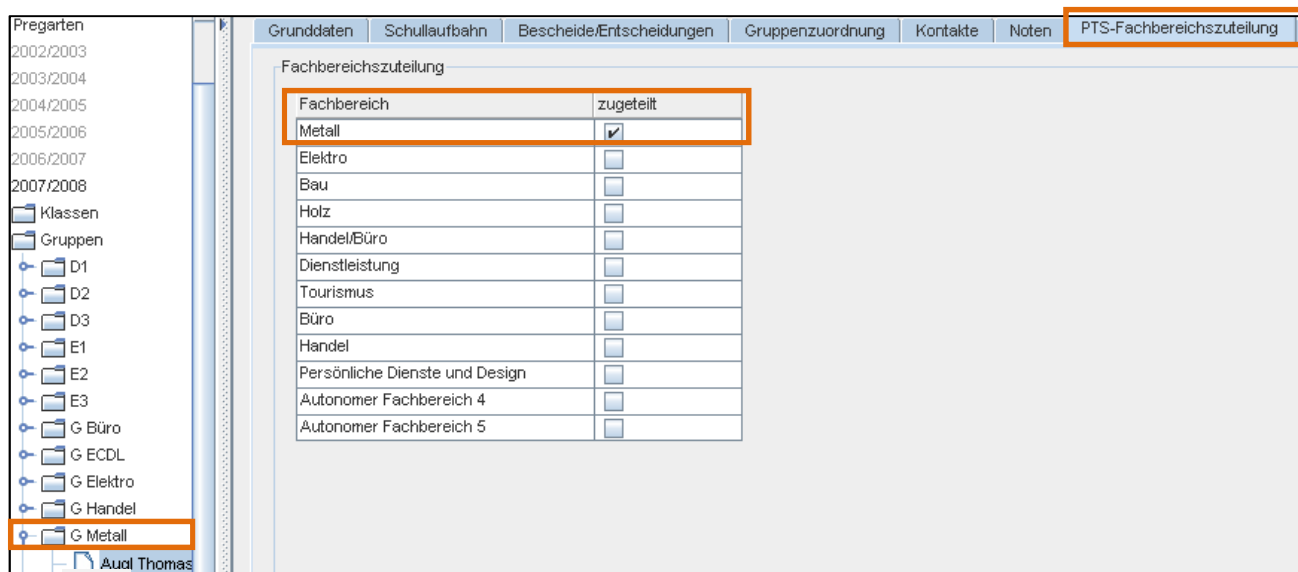 Pregarten
2002/2003
2003/2004
2004/2005
2005/2006
2006/2007
2007/2008
Klassen
Gruppen
D1
D2
D3
E1
E2
E3
G Büro
G ECDL
G Elektro
G Handel
G Metall
Augl Thomas
Grunddaten Schullaufbahn Bescheide/Entscheidungen Gruppenzuordnung Kontakte Noten PTS-Fachbereichszuteilung
Fachbereichszuteilung
Fachbereich zugeteilt
Metall
Elektro
Bau
Holz
Handel/Büro
Dienstleistung
Tourismus
Büro
Handel
Persönliche Dienste und Design
Autonomer Fachbereich 4
Autonomer Fachbereich 5